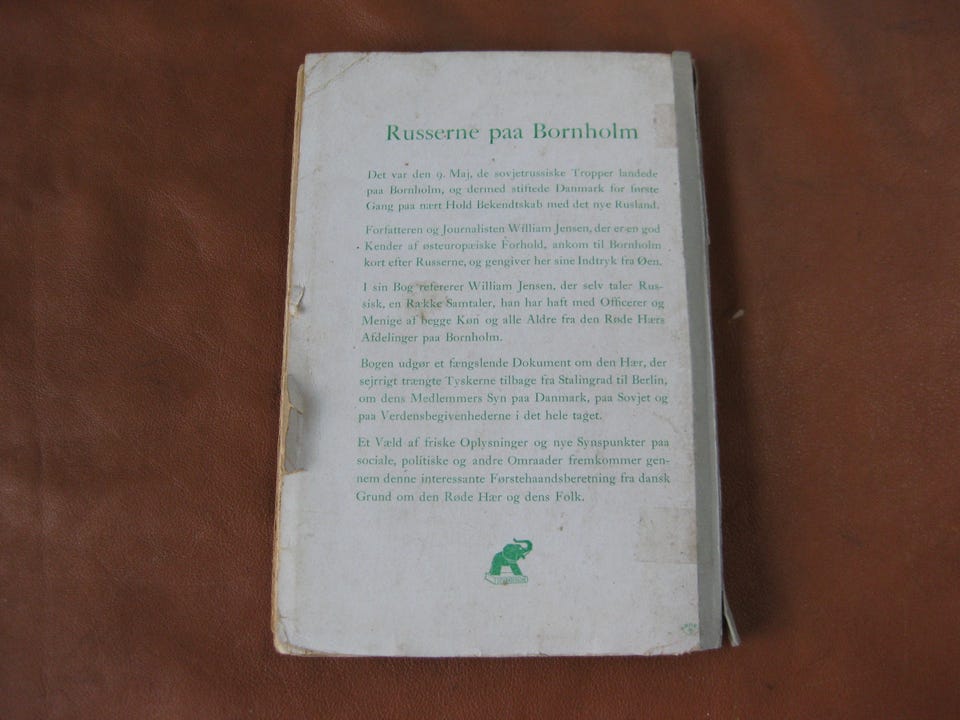 Russerne paa Bornholm
Det var den 9. Maj, de sovjetrussiske Tropper landede
paa Bornholm, og dermed stiftede Danmark for første
Gang paa nært Hold Bekendtskab med det nye Rusland.
Forfatteren og Journalisten William Jensen, der er en god
Kender af østeuropæiske Forhold, ankom til Bornholm
kort efter Russerne, og gengiver her sine Indtryk fra Øen.
I sin Bog refererer William Jensen, der selv taler Rus-
sisk, en Række Samtaler, han har haft med Officerer og
Menige af begge Køn og alle Aldre fra den Røde Hærs
Afdelinger paa Bornholm.
Bogen udgør et fængslende Dokument om den Hær, der
sejrrigt trængte Tyskerne tilbage fra Stalingrad til Berlin,
om dens Medlemmers Syn paa Danmark, paa Sovjet og
paa Verdensbegivenhederne i det hele taget.
Et Væld af friske Oplysninger og nye Synspunkter paa
sociale, politiske og andre Omraader fremkommer gen-
nem denne interessante Førstehaandsberetning fra dansk
Grund om den Røde Hær og dens Folk.